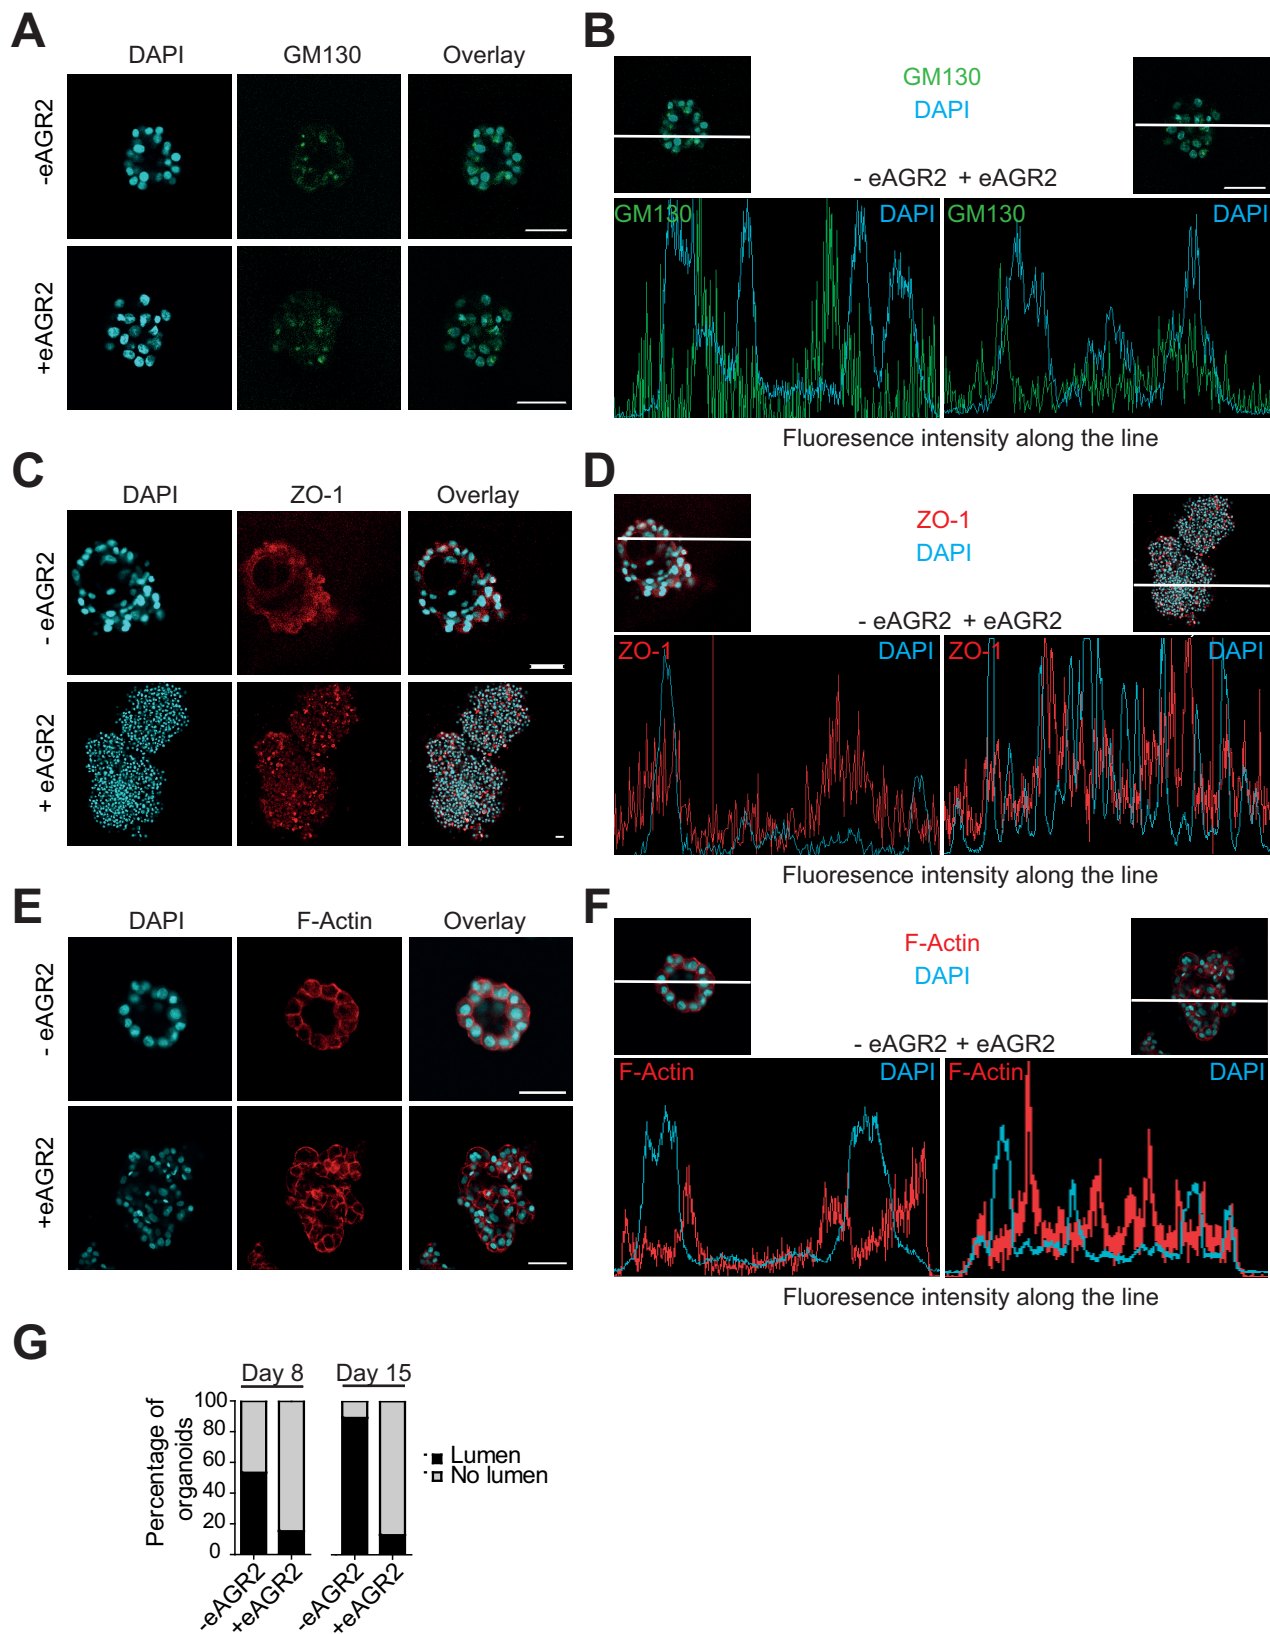 A
DAPI GM130 Overlay
-eAGR2
+eAGR2
B
GM130
DAPI
- eAGR2 + eAGR2
GM130 DAPI GM130 DAPI
Fluoresence intensity along the line
C
DAPI ZO-1 Overlay
- eAGR2
+ eAGR2
D
ZO-1
DAPI
- eAGR2 + eAGR2
ZO-1 DAPI ZO-1 DAPI
Fluoresence intensity along the line
E
DAPI F-Actin Overlay
- eAGR2
+eAGR2
F
F-Actin
DAPI
- eAGR2 + eAGR2
F-Actin DAPI F-Actin DAPI
Fluoresence intensity along the line
G
Day 8 Day 15
Percentage of
organoids
100
80
60
40
20
0
Lumen
No lumen
-eAGR2 +eAGR2 -eAGR2 +eAGR2